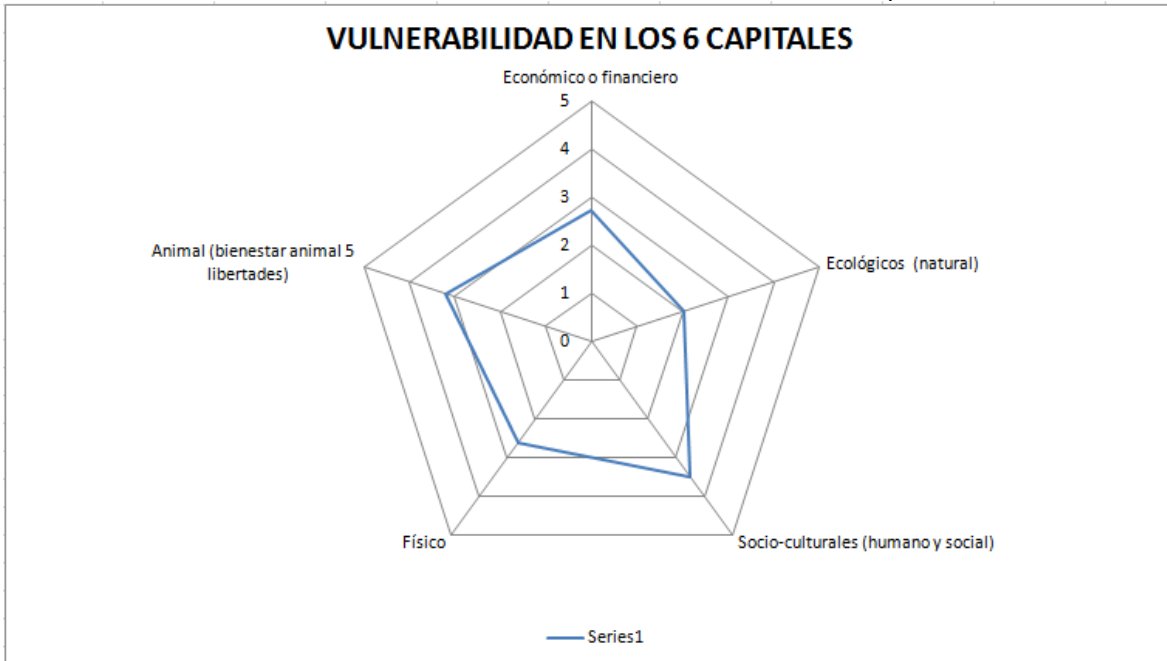 VULNERABILIDAD EN LOS 6 CAPITALES
Económico o financiero
5
4
3
2
1
0
Animal (bienestar animal 5
libertades)
Ecológicos (natural)
Físico
Socio-culturales (humano y social)
Series1